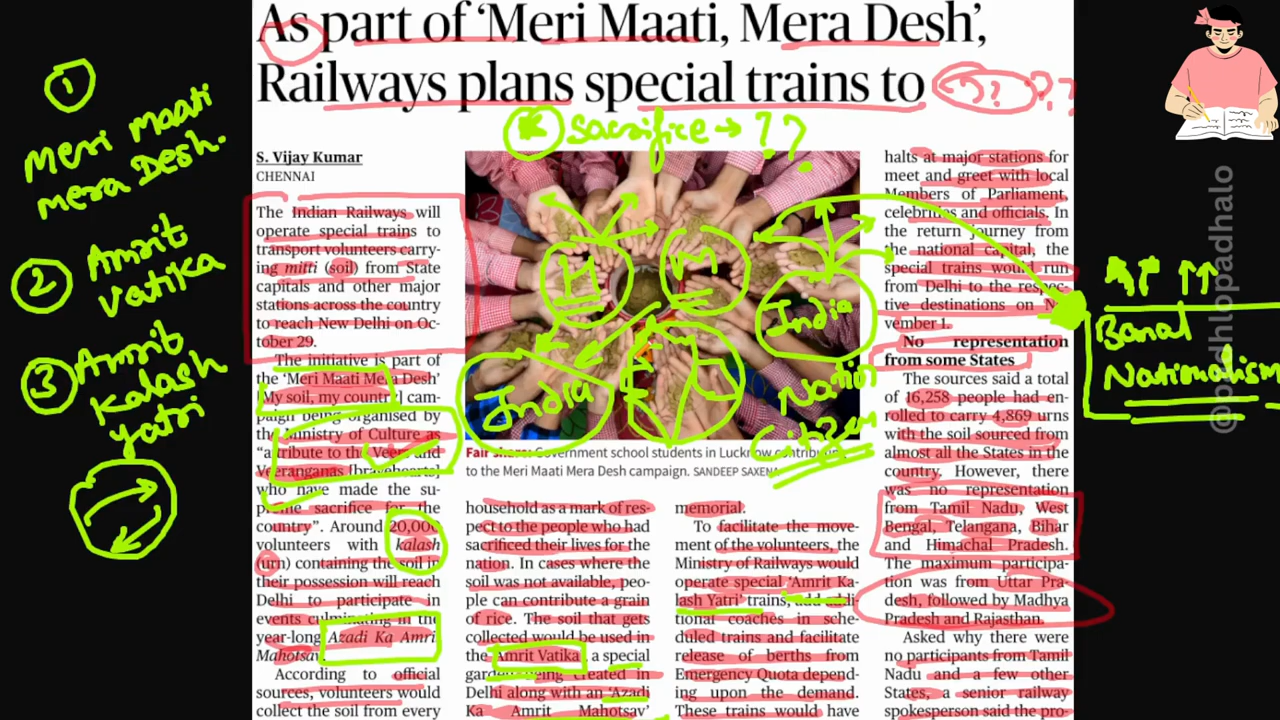 As part of 'Meri Maati, Mera Desh',
Railways plans special trains to
??
① 
Meri Maati
Mera Desh.
② Amrit
Vatika
③ Amrit
Kalash
Yatri
sacrifice → ??
S. Vijay Kumar
CHENNAI
The Indian Railways will
operate special trains to
transport volunteers carry-
ing mitti (soil) from State
capitals and other major
stations across the country
to reach New Delhi on Oc-
tober 29.
The initiative is part of
the 'Meri Maati Mera Desh'
[My soil, my country] cam-
paign being organised by
the Ministry of Culture as
"a tribute to the Veers and
Veeranganas [bravehearts]
who have made the su-
preme sacrifice for the
country". Around 20,000
volunteers with kalash
(urn) containing the soil in
their possession will reach
Delhi to participate in
events culminating in the
year-long Azadi Ka Amrit
Mahotsav.
According to official
sources, volunteers would
collect the soil from every
M
M
India
India
Nation
Citizen
Fair share: Government school students in Lucknow contributing
to the Meri Maati Mera Desh campaign. SANDEEP SAXENA
household as a mark of res-
pect to the people who had
sacrificed their lives for the
nation. In cases where the
soil was not available, peo-
ple can contribute a grain
of rice. The soil that gets
collected would be used in
the Amrit Vatika, a special
garden being created in
Delhi along with an 'Azadi
Ka Amrit Mahotsav'
memorial.
To facilitate the move-
ment of the volunteers, the
Ministry of Railways would
operate special 'Amrit Ka-
lash Yatri' trains, add addi-
tional coaches in sche-
duled trains and facilitate
release of berths from
Emergency Quota depend-
ing upon the demand.
These trains would have
halts at major stations for
meet and greet with local
Members of Parliament,
celebrities and officials. In
the return journey from
the national capital, the
special trains would run
from Delhi to the respec-
tive destinations on No-
vember 1.
No representation
from some States
The sources said a total
of 16,258 people had en-
rolled to carry 4,869 urns
with the soil sourced from
almost all the States in the
country. However, there
was no representation
from Tamil Nadu, West
Bengal, Telangana, Bihar
and Himachal Pradesh.
The maximum participa-
tion was from Uttar Pra-
desh, followed by Madhya
Pradesh and Rajasthan.
Asked why there were
no participants from Tamil
Nadu and a few other
States, a senior railway
spokesperson said the pro-
Banal
Nationalism
@padhlopadhalo